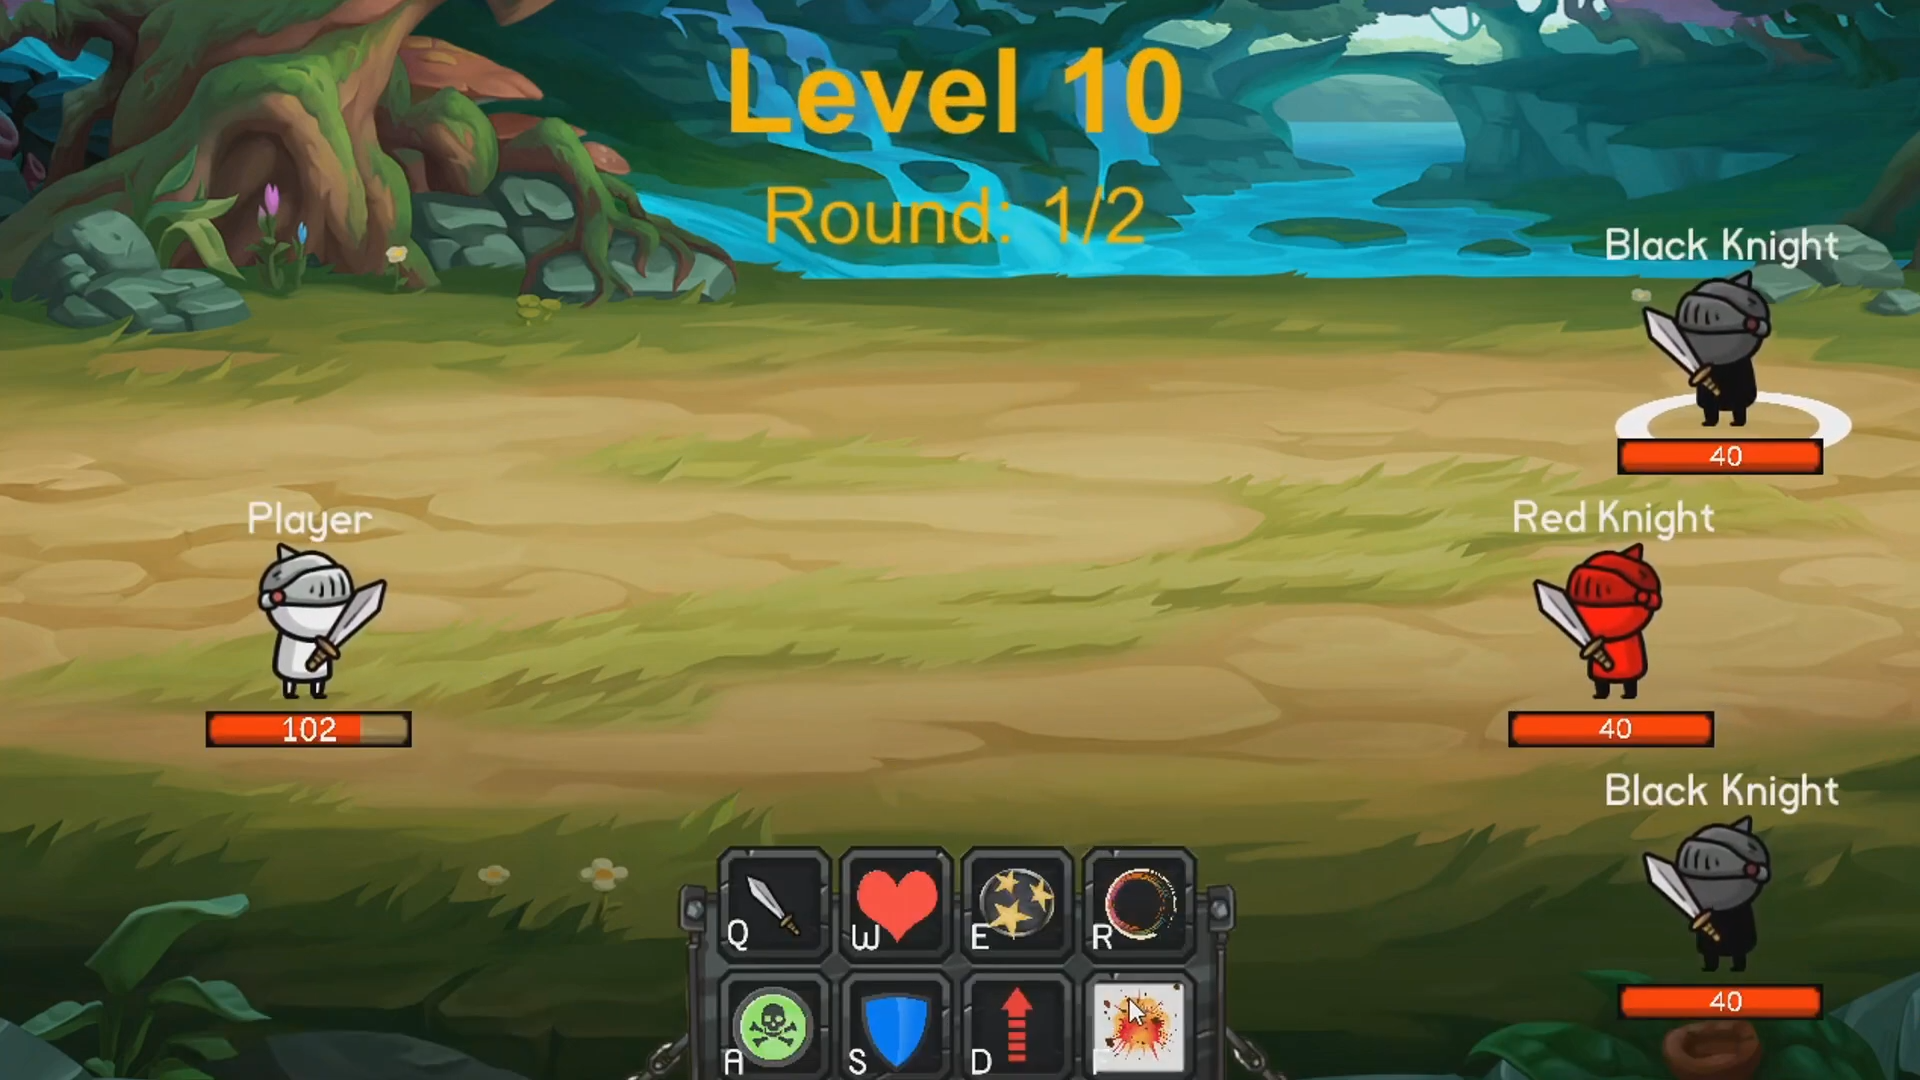 Level 10
Round: 1/2
Black Knight
40
Player
102
Red Knight
40
Black Knight
40
Q
W
E
R
A
S
D
F